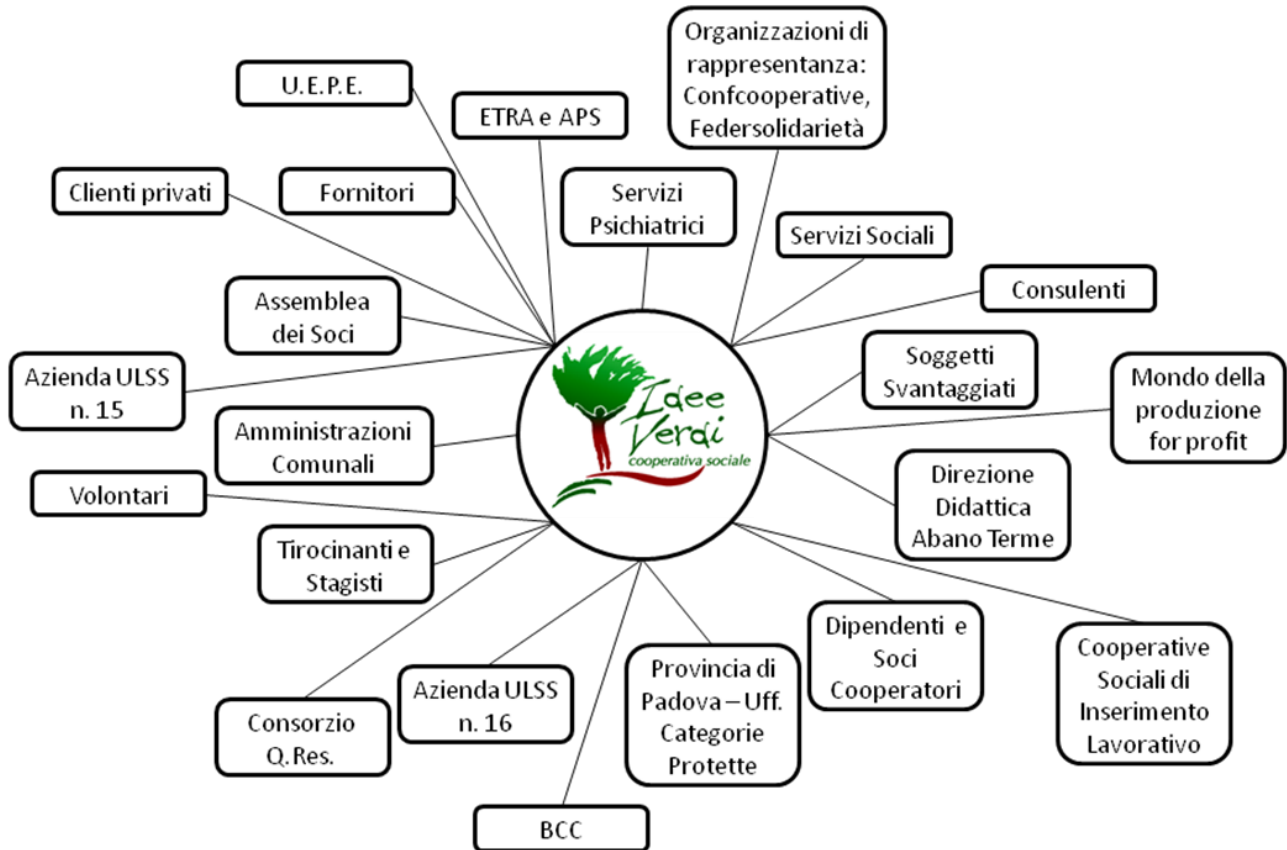 Organizzazioni di
rappresentanza:
Confcooperative,
Federsolidarietà
U.E.P.E.
ETRA e APS
Clienti privati
Fornitori
Servizi
Psichiatrici
Servizi Sociali
Consulenti
Assemblea
dei Soci
Azienda ULSS
n. 15
Soggetti
Svantaggiati
Mondo della
produzione
for profit
Amministrazioni
Comunali
Idee
Verdi
cooperativa sociale
Volontari
Direzione
Didattica
Abano Terme
Tirocinanti e
Stagisti
Dipendenti e
Soci
Cooperatori
Cooperative
Sociali di
Inserimento
Lavorativo
Provincia di
Padova – Uff.
Categorie
Protette
Azienda ULSS
n. 16
Consorzio
Q. Res.
BCC